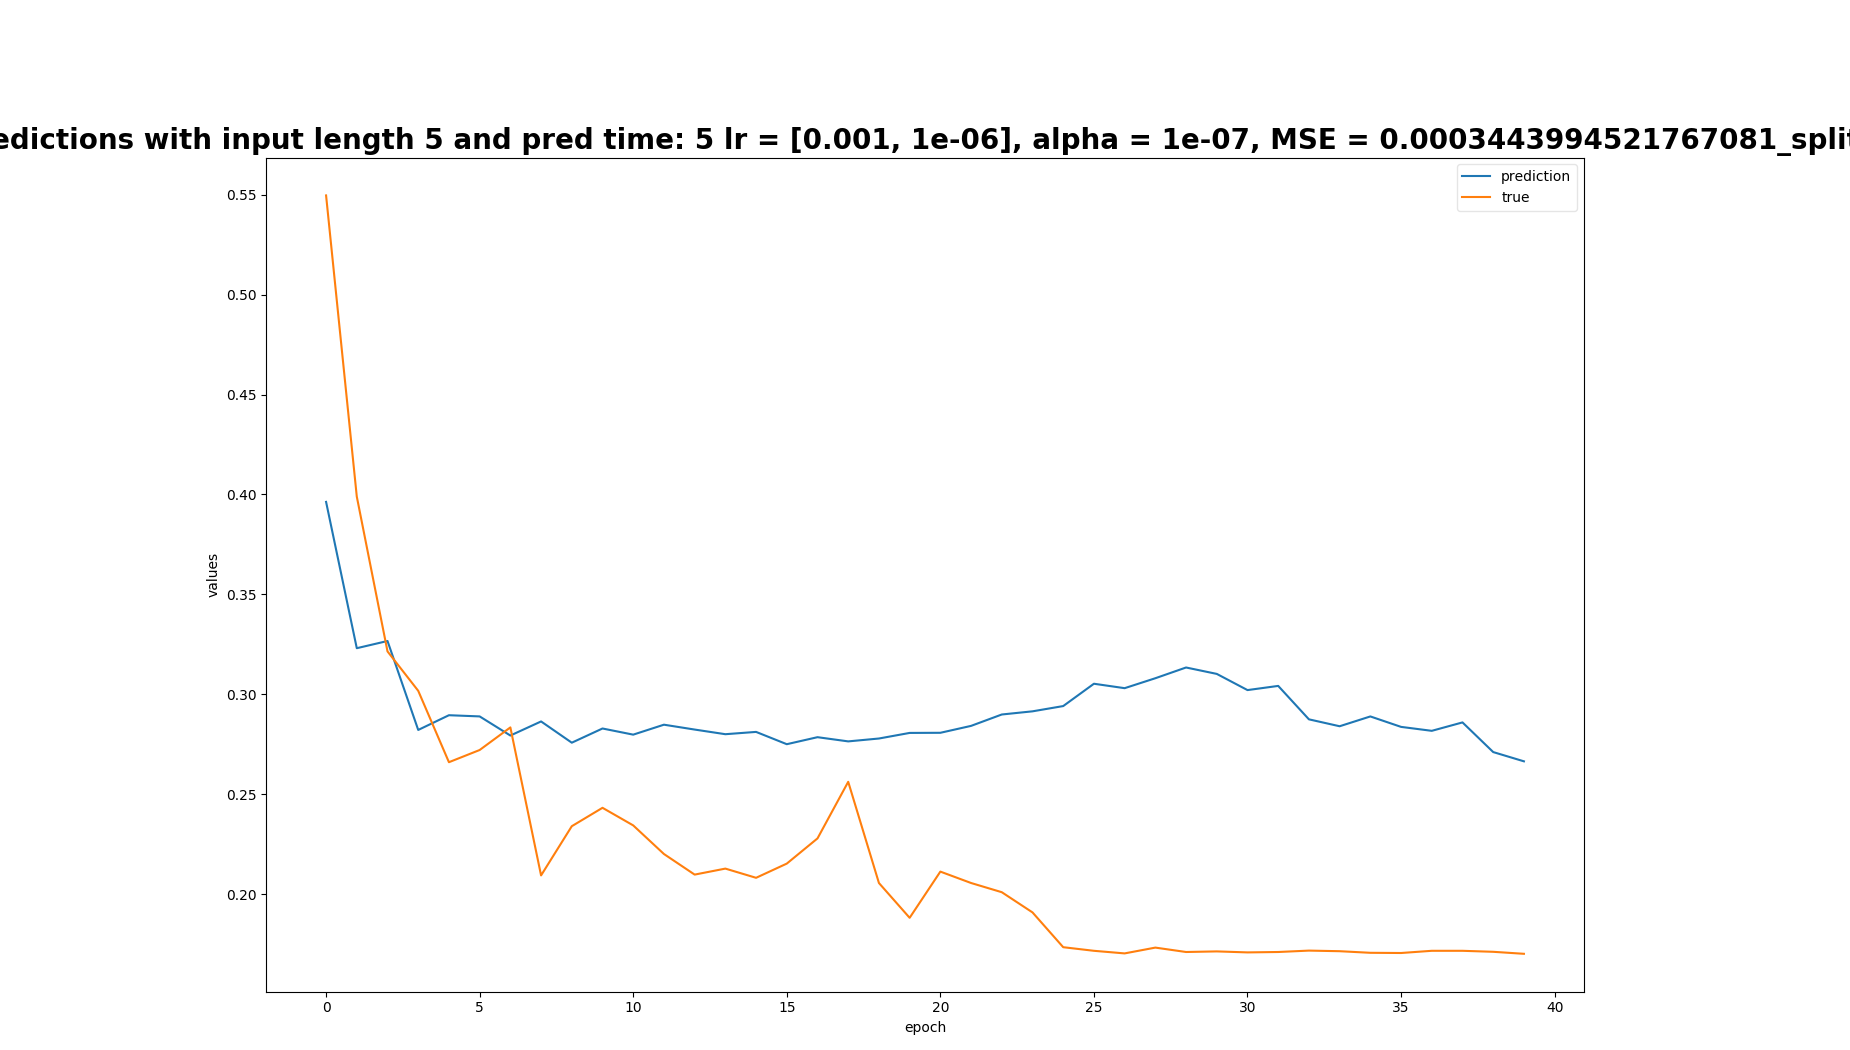 edictions with input length 5 and pred time: 5 lr = [0.001, 1e-06], alpha = 1e-07, MSE = 0.0003443994521767081_split
prediction
true
0.55
0.50
0.45
0.40
0.35
0.30
0.25
0.20
values
0 5 10 15 20 25 30 35 40
epoch